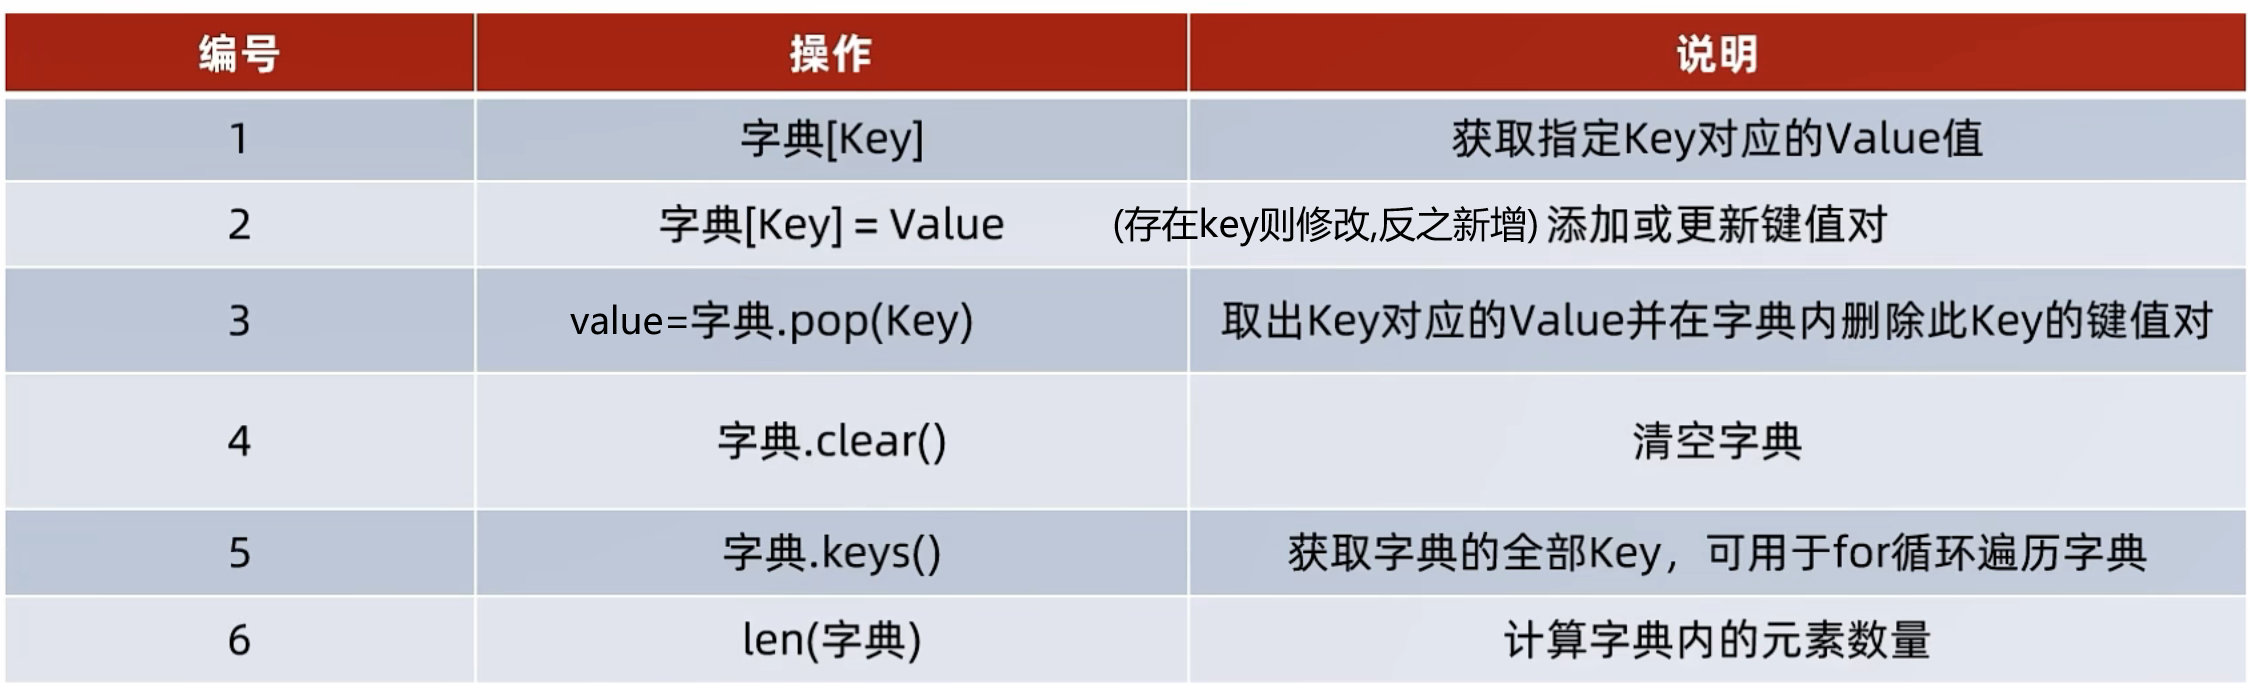 编号 操作 说明
1 字典[Key] 获取指定Key对应的Value值
2 字典[Key] = Value (存在key则修改,反之新增) 添加或更新键值对
3 value=字典.pop(Key) 取出Key对应的Value并在字典内删除此Key的键值对
4 字典.clear() 清空字典
5 字典.keys() 获取字典的全部Key，可用于for循环遍历字典
6 len(字典) 计算字典内的元素数量